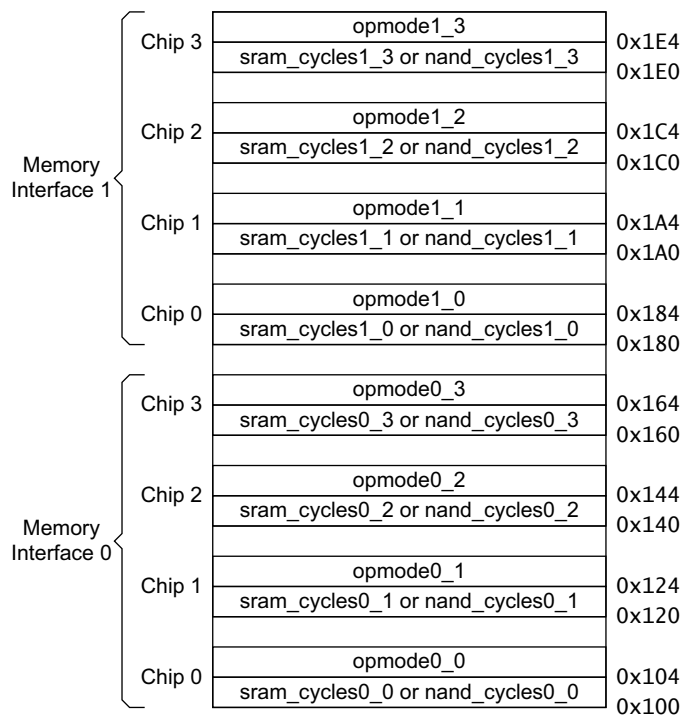 Memory
Interface 1
Chip 3
opmode1_3
0x1E4
sram_cycles1_3 or nand_cycles1_3
0x1E0
Chip 2
opmode1_2
0x1C4
sram_cycles1_2 or nand_cycles1_2
0x1C0
Chip 1
opmode1_1
0x1A4
sram_cycles1_1 or nand_cycles1_1
0x1A0
Chip 0
opmode1_0
0x184
sram_cycles1_0 or nand_cycles1_0
0x180
Memory
Interface 0
Chip 3
opmode0_3
0x164
sram_cycles0_3 or nand_cycles0_3
0x160
Chip 2
opmode0_2
0x144
sram_cycles0_2 or nand_cycles0_2
0x140
Chip 1
opmode0_1
0x124
sram_cycles0_1 or nand_cycles0_1
0x120
Chip 0
opmode0_0
0x104
sram_cycles0_0 or nand_cycles0_0
0x100